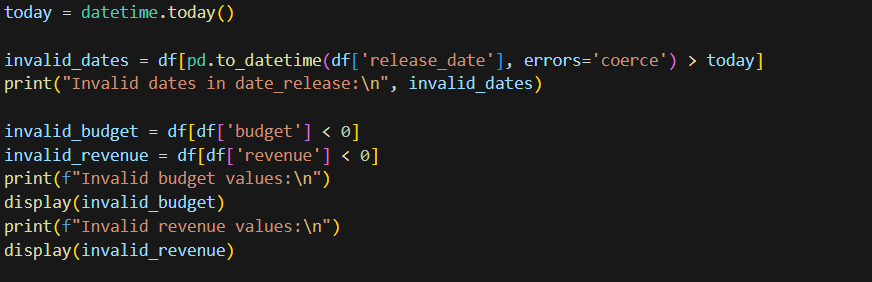 today = datetime.today()
invalid_dates = df[pd.to_datetime(df['release_date'], errors='coerce') > today]
print("Invalid dates in date_release:\n", invalid_dates)
invalid_budget = df[df['budget'] < 0]
invalid_revenue = df[df['revenue'] < 0]
print(f"Invalid budget values:\n")
display(invalid_budget)
print(f"Invalid revenue values:\n")
display(invalid_revenue)